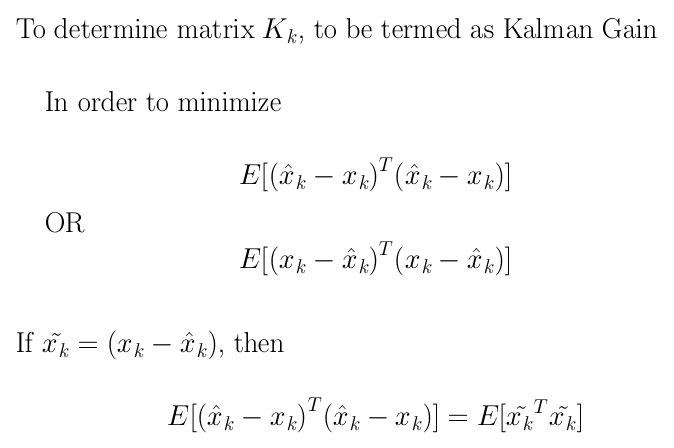 To determine matrix $K_k$, to be termed as Kalman Gain
In order to minimize
$E[(\hat{x}_k - x_k)^T(\hat{x}_k - x_k)]$
OR
$E[(x_k - \hat{x}_k)^T(x_k - \hat{x}_k)]$
If $\tilde{x_k} = (x_k - \hat{x}_k)$, then
$E[(\hat{x}_k - x_k)^T(\hat{x}_k - x_k)] = E[\tilde{x_k}^T\tilde{x_k}]$